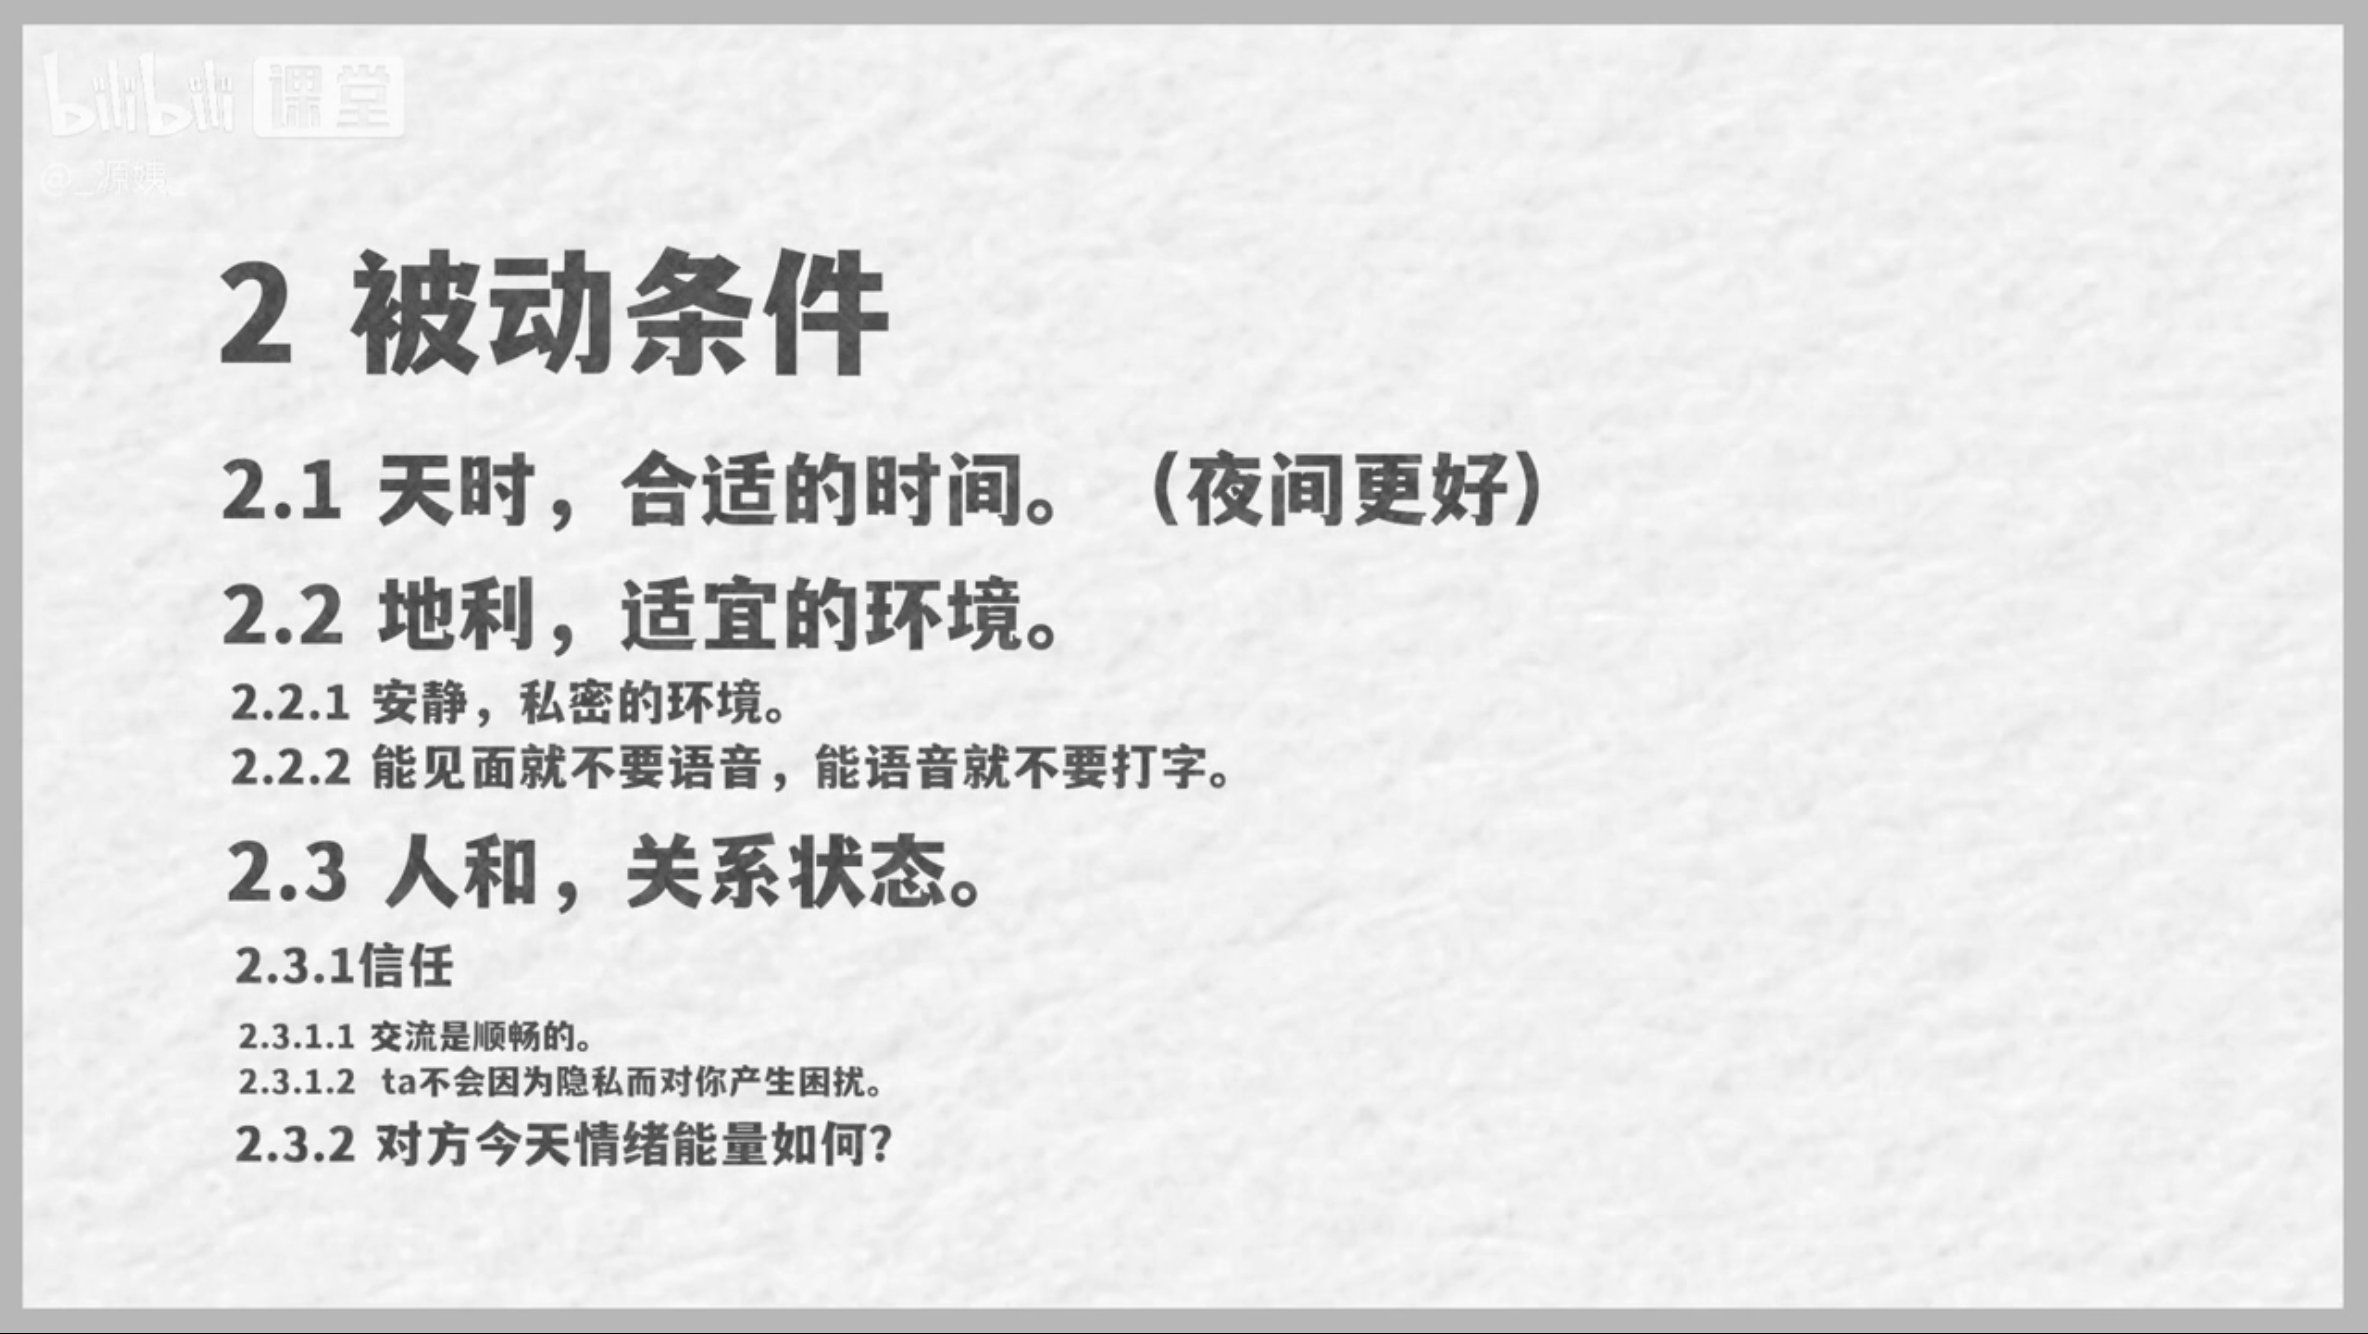 bilibili 课堂
@_源姨_
2 被动条件
2.1 天时，合适的时间。（夜间更好）
2.2 地利，适宜的环境。
2.2.1 安静，私密的环境。
2.2.2 能见面就不要语音，能语音就不要打字。
2.3 人和，关系状态。
2.3.1信任
2.3.1.1 交流是顺畅的。
2.3.1.2 ta不会因为隐私而对你产生困扰。
2.3.2 对方今天情绪能量如何?